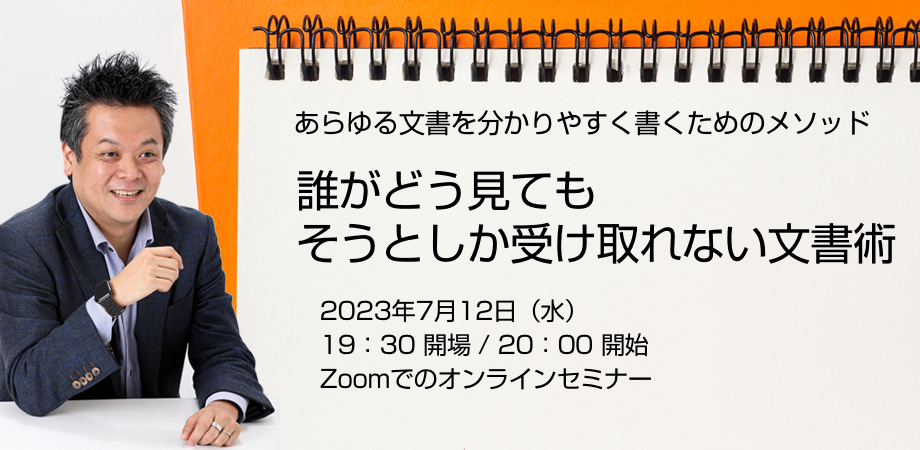 あらゆる文書を分かりやすく書くためのメソッド
誰がどう見ても
そうとしか受け取れない文書術
2023年7月12日（水）
19：30 開場 / 20：00 開始
Zoomでのオンラインセミナー